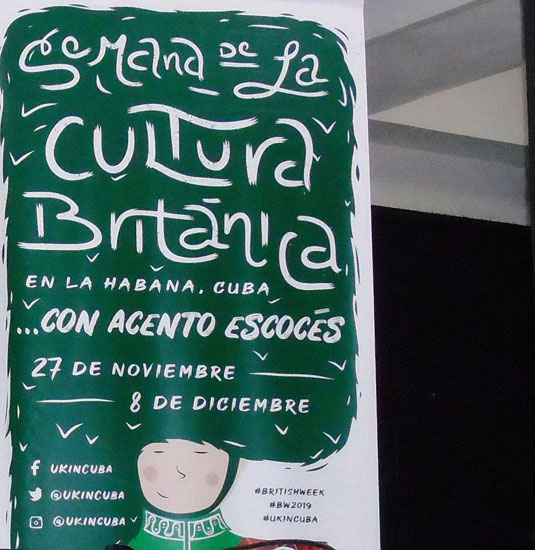 Semana DE La
CULTURA
Británica
EN LA HABANA, CUBA
...CON ACENTO ESCOCÉS
27 DE NOVIEMBRE
8 DE DICIEMBRE
UKINCUBA
@UKINCUBA
@UKINCUBA
#BRITISHWEEK
#BW2019
#UKINCUBA